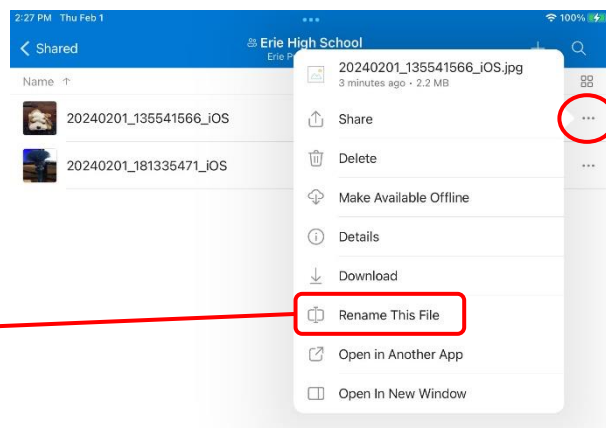 2:27 PM Thu Feb 1
100%
Shared
Erie High School
Erie P
Name
20240201_135541566_iOS
20240201_181335471_iOS
20240201_135541566_iOS.jpg
3 minutes ago · 2.2 MB
Share
Delete
Make Available Offline
Details
Download
Rename This File
Open in Another App
Open In New Window